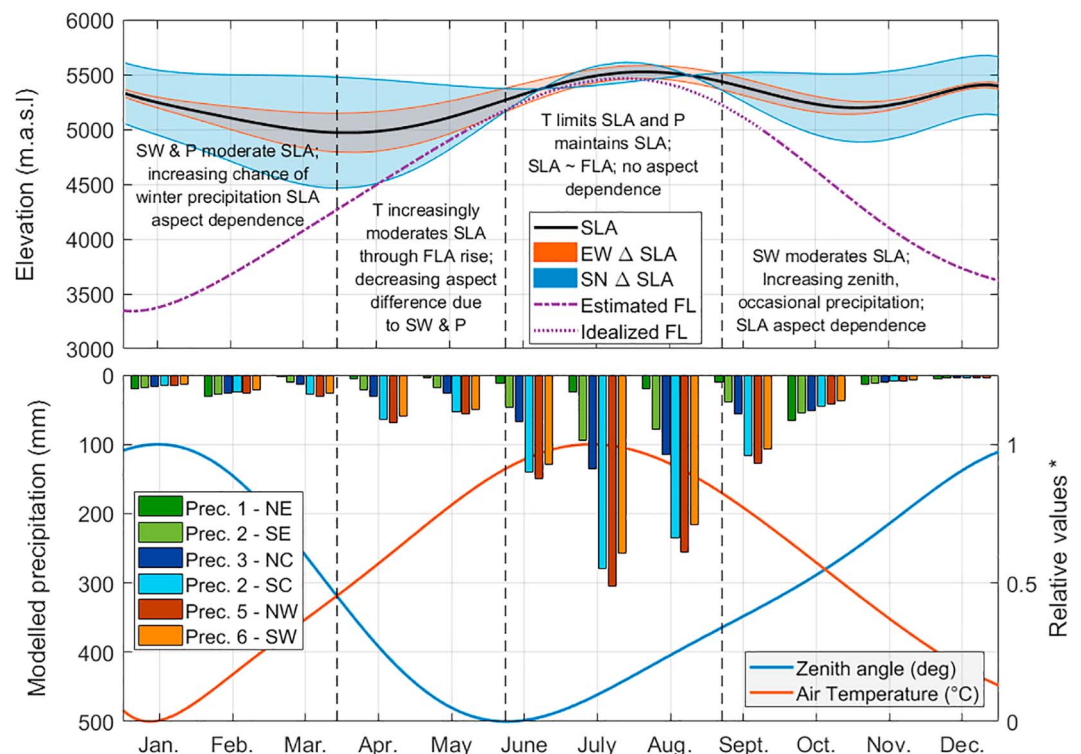 6000
5500
5000
4500
4000
3500
3000
Elevation (m.a.s.l)
SW & P moderate SLA;
increasing chance of
winter precipitation SLA
aspect dependence
T increasingly
moderates SLA
through FLA rise;
decreasing aspect
difference due
to SW & P
T limits SLA and P
maintains SLA;
SLA ~ FLA; no aspect
dependence
SLA
EW Δ SLA
SN Δ SLA
Estimated FL
Idealized FL
SW moderates SLA;
Increasing zenith,
occasional precipitation;
SLA aspect dependence
0
100
200
300
400
500
Modelled precipitation (mm)
Prec. 1 - NE
Prec. 2 - SE
Prec. 3 - NC
Prec. 2 - SC
Prec. 5 - NW
Prec. 6 - SW
Zenith angle (deg)
Air Temperature (°C)
1
0.5
0
Relative values *
Jan. Feb. Mar. Apr. May June July Aug. Sept. Oct. Nov. Dec.